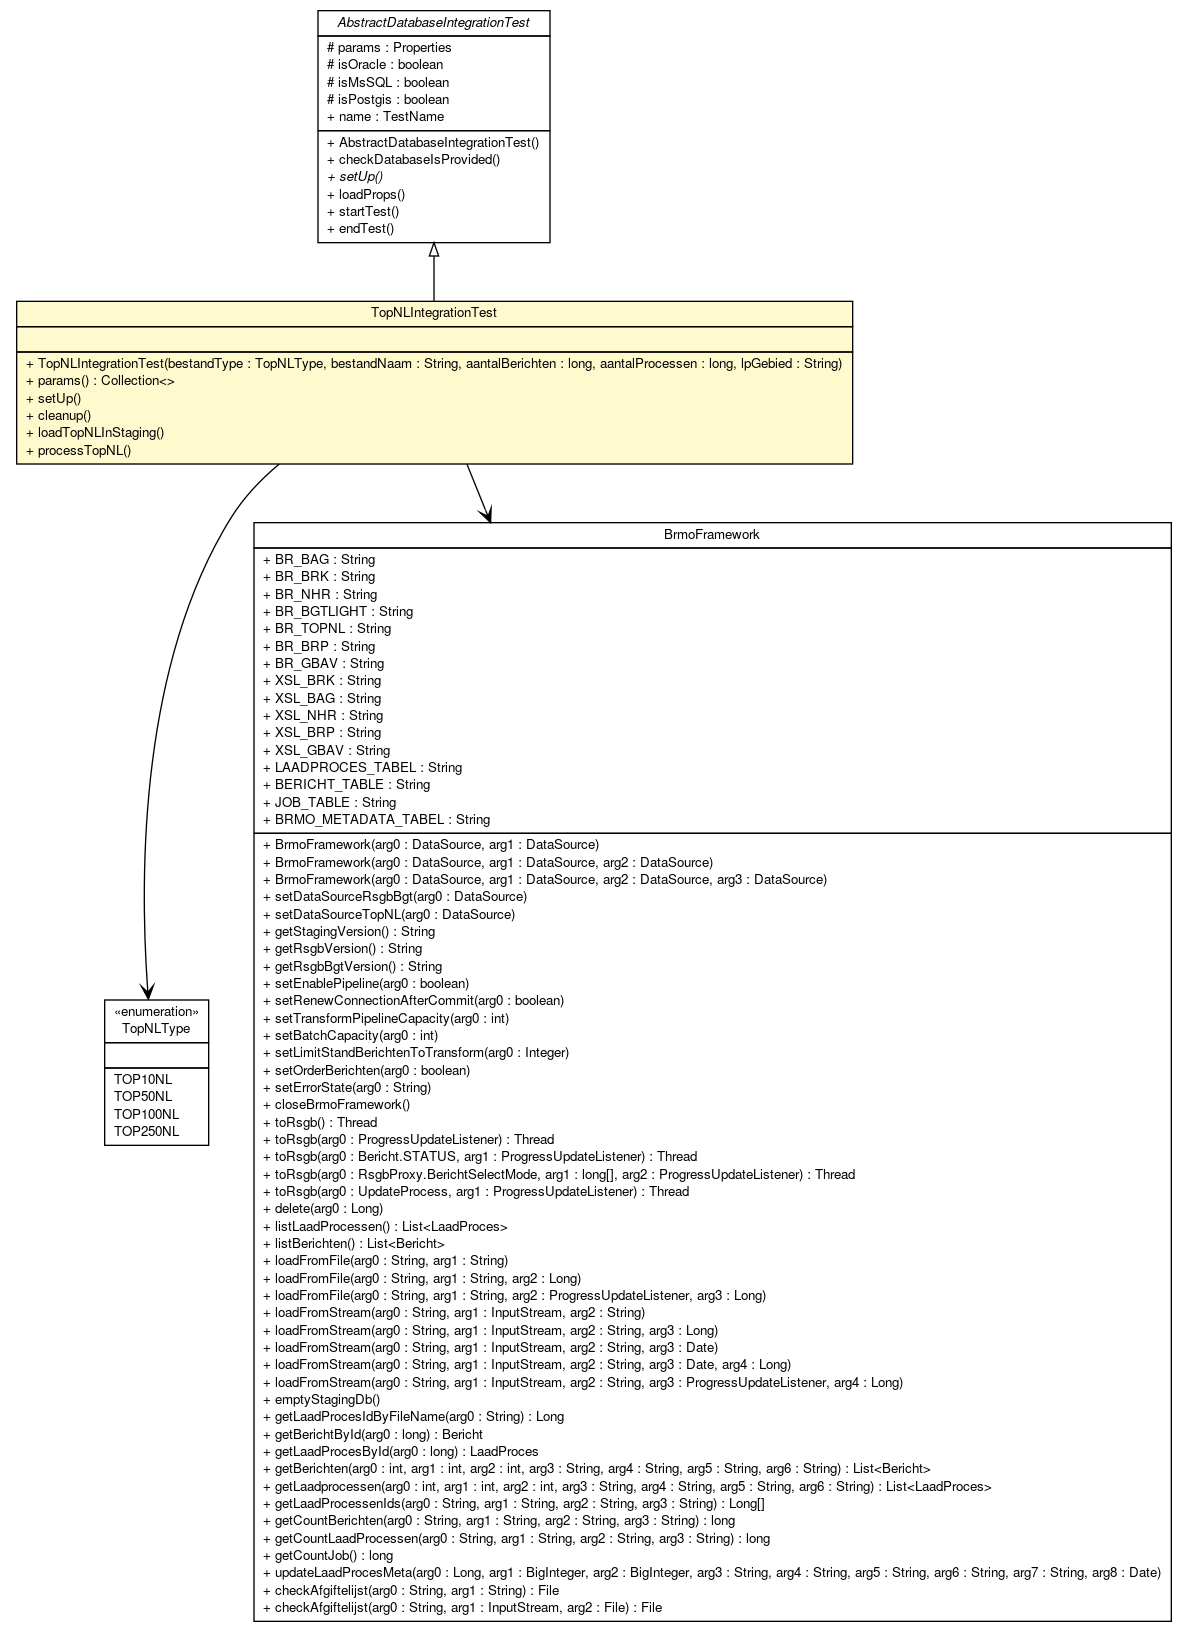 AbstractDatabaseIntegrationTest
# params : Properties
# isOracle : boolean
# isMsSQL : boolean
# isPostgis : boolean
+ name : TestName
+ AbstractDatabaseIntegrationTest()
+ checkDatabaseIsProvided()
+ setUp()
+ loadProps()
+ startTest()
+ endTest()
TopNLIntegrationTest
+ TopNLIntegrationTest(bestandType : TopNLType, bestandNaam : String, aantalBerichten : long, aantalProcessen : long, lpGebied : String)
+ params() : Collection<>
+ setUp()
+ cleanup()
+ loadTopNLInStaging()
+ processTopNL()
BrmoFramework
+ BR_BAG : String
+ BR_BRK : String
+ BR_NHR : String
+ BR_BGTLIGHT : String
+ BR_TOPNL : String
+ BR_BRP : String
+ BR_GBAV : String
+ XSL_BRK : String
+ XSL_BAG : String
+ XSL_NHR : String
+ XSL_BRP : String
+ XSL_GBAV : String
+ LAADPROCES_TABEL : String
+ BERICHT_TABLE : String
+ JOB_TABLE : String
+ BRMO_METADATA_TABEL : String
+ BrmoFramework(arg0 : DataSource, arg1 : DataSource)
+ BrmoFramework(arg0 : DataSource, arg1 : DataSource, arg2 : DataSource)
+ BrmoFramework(arg0 : DataSource, arg1 : DataSource, arg2 : DataSource, arg3 : DataSource)
+ setDataSourceRsgbBgt(arg0 : DataSource)
+ setDataSourceTopNL(arg0 : DataSource)
+ getStagingVersion() : String
+ getRsgbVersion() : String
+ getRsgbBgtVersion() : String
+ setEnablePipeline(arg0 : boolean)
+ setRenewConnectionAfterCommit(arg0 : boolean)
+ setTransformPipelineCapacity(arg0 : int)
+ setBatchCapacity(arg0 : int)
+ setLimitStandBerichtenToTransform(arg0 : Integer)
+ setOrderBerichten(arg0 : boolean)
+ setErrorState(arg0 : String)
+ closeBrmoFramework()
+ toRsgb() : Thread
+ toRsgb(arg0 : ProgressUpdateListener) : Thread
+ toRsgb(arg0 : Bericht.STATUS, arg1 : ProgressUpdateListener) : Thread
+ toRsgb(arg0 : RsgbProxy.BerichtSelectMode, arg1 : long[], arg2 : ProgressUpdateListener) : Thread
+ toRsgb(arg0 : UpdateProcess, arg1 : ProgressUpdateListener) : Thread
+ delete(arg0 : Long)
+ listLaadProcessen() : List<LaadProces>
+ listBerichten() : List<Bericht>
+ loadFromFile(arg0 : String, arg1 : String)
+ loadFromFile(arg0 : String, arg1 : String, arg2 : Long)
+ loadFromFile(arg0 : String, arg1 : String, arg2 : ProgressUpdateListener, arg3 : Long)
+ loadFromStream(arg0 : String, arg1 : InputStream, arg2 : String)
+ loadFromStream(arg0 : String, arg1 : InputStream, arg2 : String, arg3 : Long)
+ loadFromStream(arg0 : String, arg1 : InputStream, arg2 : String, arg3 : Date)
+ loadFromStream(arg0 : String, arg1 : InputStream, arg2 : String, arg3 : Date, arg4 : Long)
+ loadFromStream(arg0 : String, arg1 : InputStream, arg2 : String, arg3 : ProgressUpdateListener, arg4 : Long)
+ emptyStagingDb()
+ getLaadProcesIdByFileName(arg0 : String) : Long
+ getBerichtById(arg0 : long) : Bericht
+ getLaadProcesById(arg0 : long) : LaadProces
+ getBerichten(arg0 : int, arg1 : int, arg2 : int, arg3 : String, arg4 : String, arg5 : String, arg6 : String) : List<Bericht>
+ getLaadprocessen(arg0 : int, arg1 : int, arg2 : int, arg3 : String, arg4 : String, arg5 : String, arg6 : String) : List<LaadProces>
+ getLaadProcessenIds(arg0 : String, arg1 : String, arg2 : String, arg3 : String) : Long[]
+ getCountBerichten(arg0 : String, arg1 : String, arg2 : String, arg3 : String) : long
+ getCountLaadProcessen(arg0 : String, arg1 : String, arg2 : String, arg3 : String) : long
+ getCountJob() : long
+ updateLaadProcesMeta(arg0 : Long, arg1 : BigInteger, arg2 : BigInteger, arg3 : String, arg4 : String, arg5 : String, arg6 : String, arg7 : String, arg8 : Date)
+ checkAfgiftelijst(arg0 : String, arg1 : String) : File
+ checkAfgiftelijst(arg0 : String, arg1 : InputStream, arg2 : File) : File
«enumeration»
TopNLType
TOP10NL
TOP50NL
TOP100NL
TOP250NL